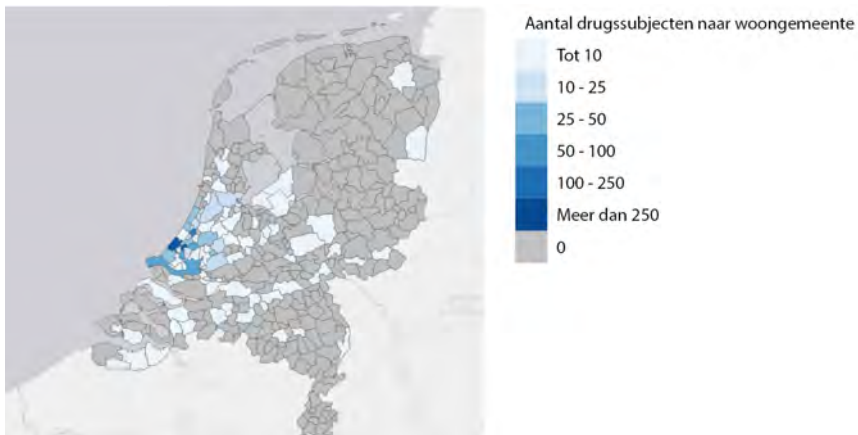 Aantal drugssubjecten naar woongemeente
Tot 10
10 - 25
25 - 50
50 - 100
100 - 250
Meer dan 250
0